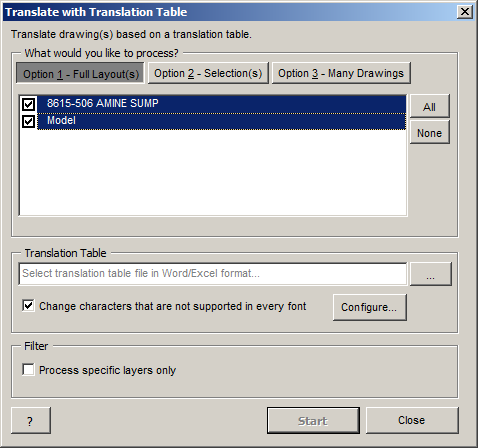 Translate with Translation Table
Translate drawing(s) based on a translation table.
What would you like to process?
Option 1 - Full Layout(s) Option 2 - Selection(s) Option 3 - Many Drawings
8615-506 AMINE SUMP
Model
All
None
Translation Table
Select translation table file in Word/Excel format...
...
Change characters that are not supported in every font
Configure...
Filter
Process specific layers only
? Start Close